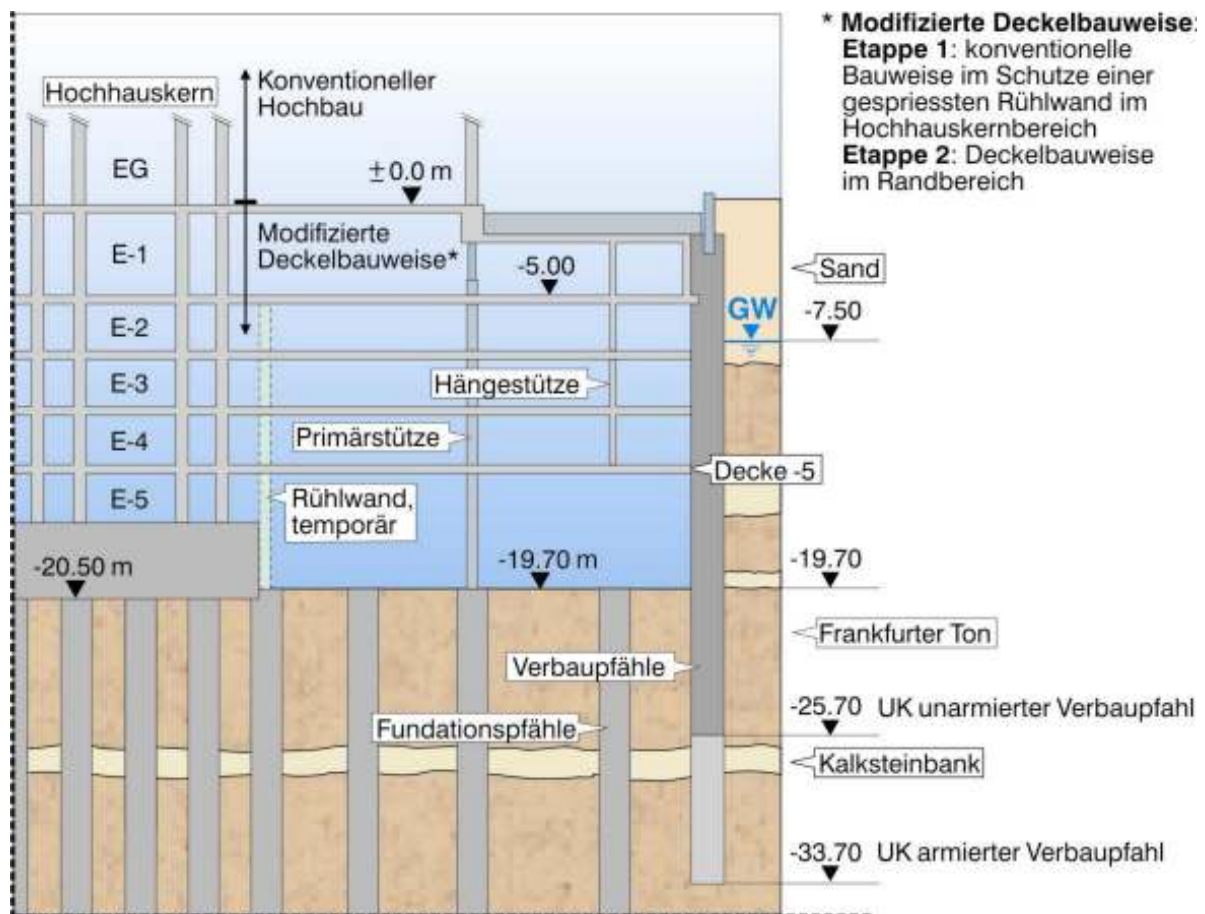 * Modifizierte Deckelbauweise:
Etappe 1: konventionelle
Bauweise im Schutze einer
gespriessten Rühlwand im
Hochhauskernbereich
Etappe 2: Deckelbauweise
im Randbereich
Hochhauskern
Konventioneller
Hochbau
EG
±0.0 m
E-1
Modifizierte
Deckelbauweise*
-5.00
Sand
GW
-7.50
E-2
E-3
Hängestütze
E-4
Primärstütze
Decke -5
E-5
Rühlwand,
temporär
-20.50 m
-19.70 m
-19.70
Frankfurter Ton
Verbaupfähle
-25.70 UK unarmierter Verbaupfahl
Fundationspfähle
Kalksteinbank
-33.70 UK armierter Verbaupfahl